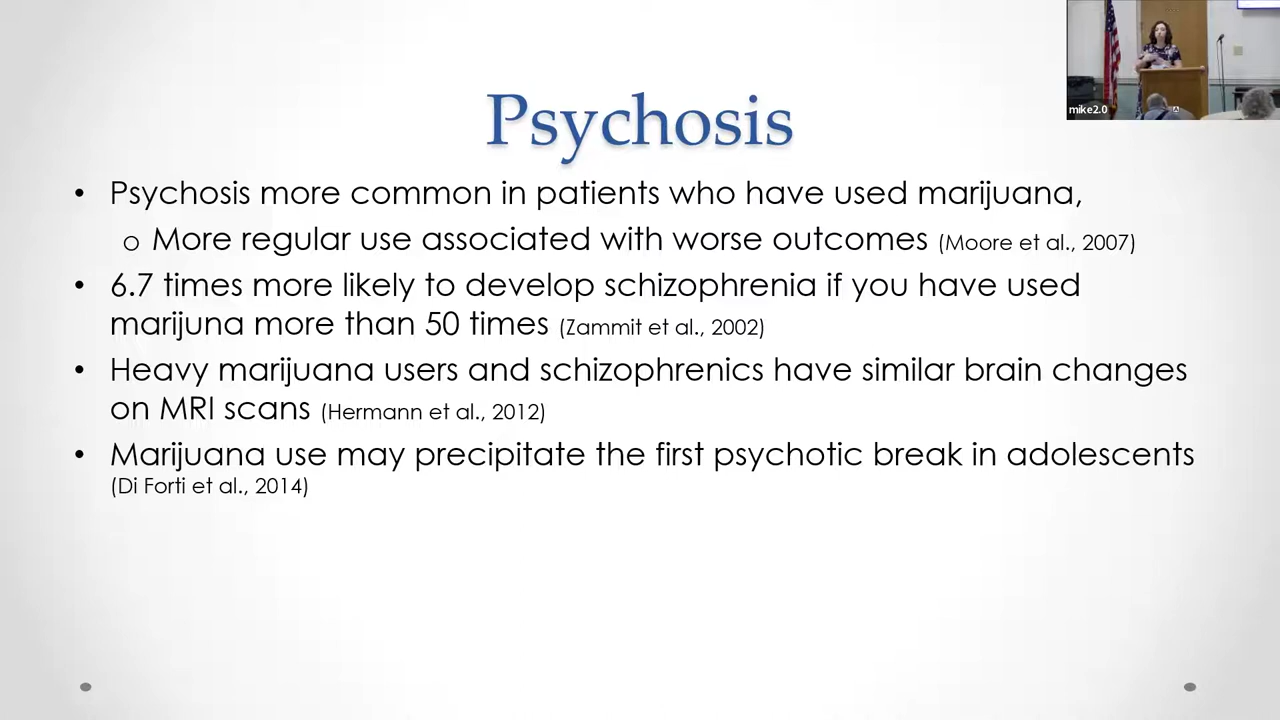 mike2.0
Psychosis
• Psychosis more common in patients who have used marijuana,
o More regular use associated with worse outcomes (Moore et al., 2007)
• 6.7 times more likely to develop schizophrenia if you have used
marijuna more than 50 times (Zammit et al., 2002)
• Heavy marijuana users and schizophrenics have similar brain changes
on MRI scans (Hermann et al., 2012)
• Marijuana use may precipitate the first psychotic break in adolescents
(Di Forti et al., 2014)